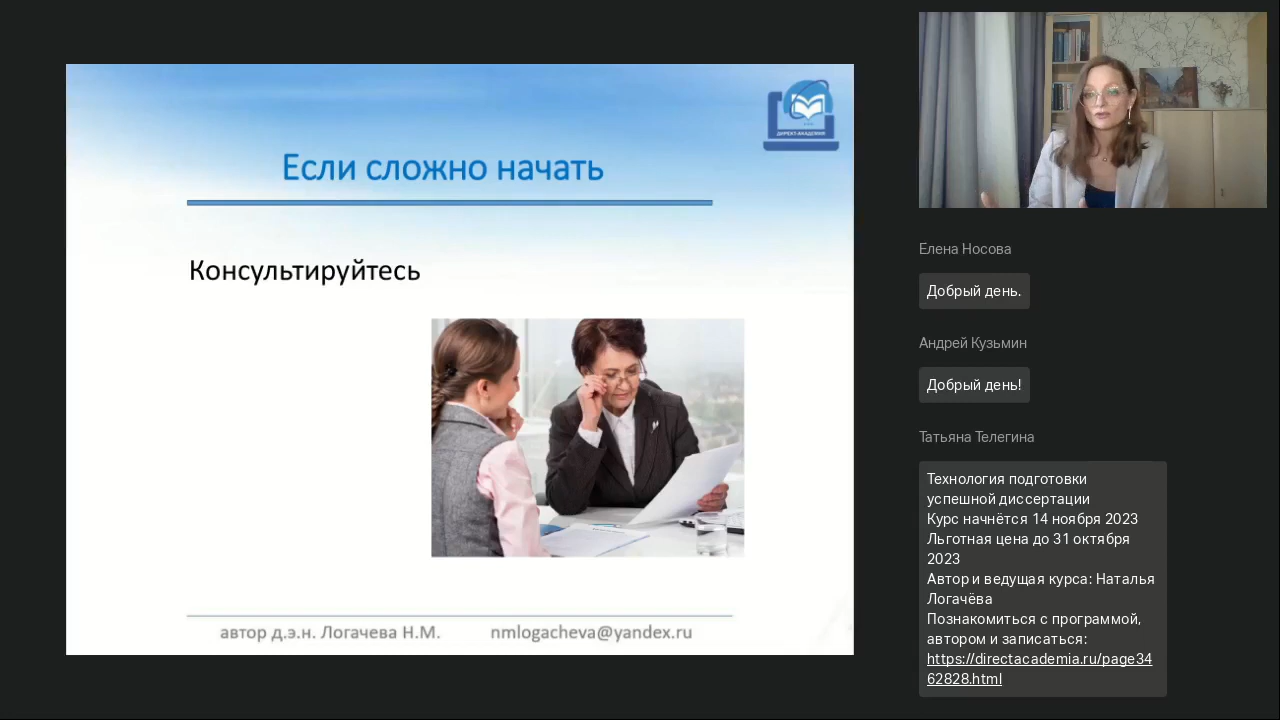 ДИРЕКТ-АКАДЕМИЯ
Если сложно начать
Консультируйтесь
автор д.э.н. Логачева Н.М. nmlogacheva@yandex.ru
Елена Носова
Добрый день.
Андрей Кузьмин
Добрый день!
Татьяна Телегина
Технология подготовки
успешной диссертации
Курс начнётся 14 ноября 2023
Льготная цена до 31 октября
2023
Автор и ведущая курса: Наталья
Логачёва
Познакомиться с программой,
автором и записаться:
https://directacademia.ru/page34
62828.html